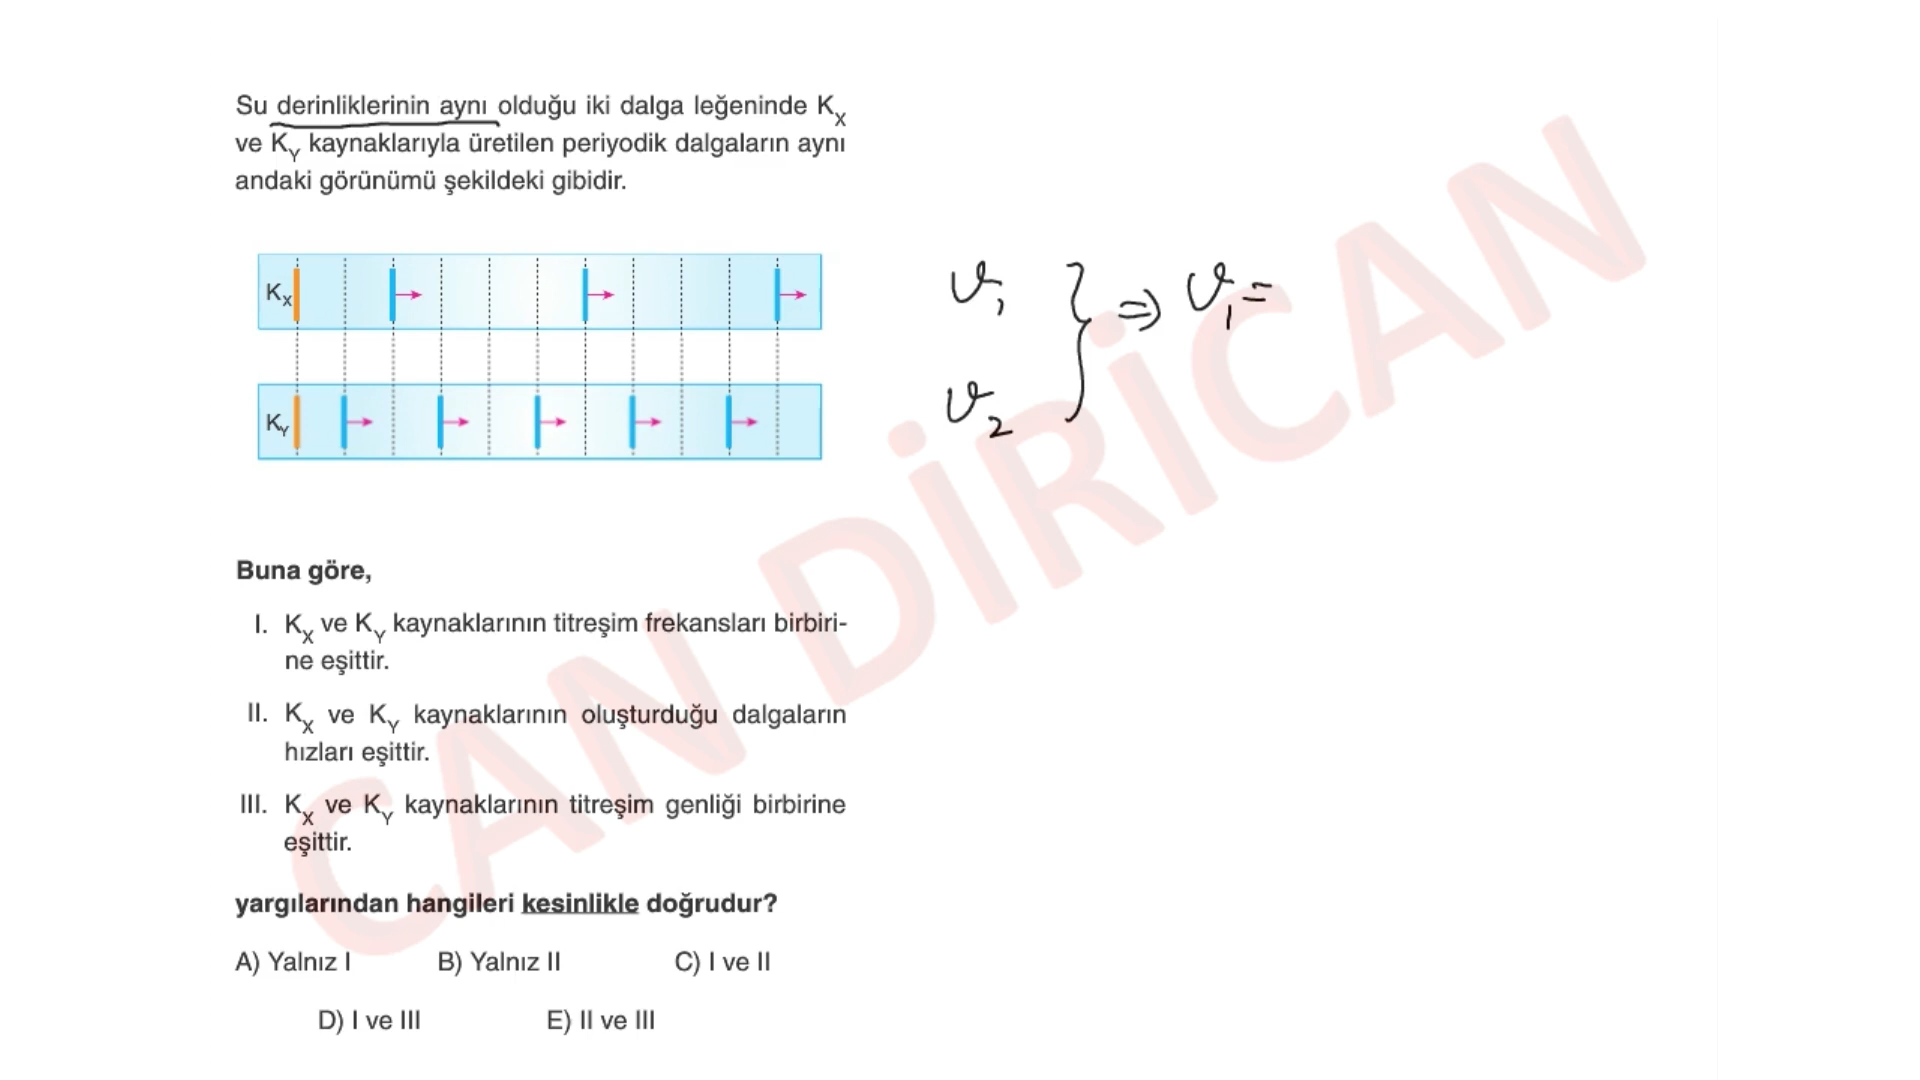 Su derinliklerinin aynı olduğu iki dalga leğeninde K_X
ve K_Y kaynaklarıyla üretilen periyodik dalgaların aynı
andaki görünümü şekildeki gibidir.
K_X
K_Y
v₁
v₂
} ⇒ v₁ =
Buna göre,
I. K_X ve K_Y kaynaklarının titreşim frekansları birbiri-
ne eşittir.
II. K_X ve K_Y kaynaklarının oluşturduğu dalgaların
hızları eşittir.
III. K_X ve K_Y kaynaklarının titreşim genliği birbirine
eşittir.
yargılarından hangileri kesinlikle doğrudur?
A) Yalnız I B) Yalnız II C) I ve II
D) I ve III E) II ve III
CAN DİRİCAN